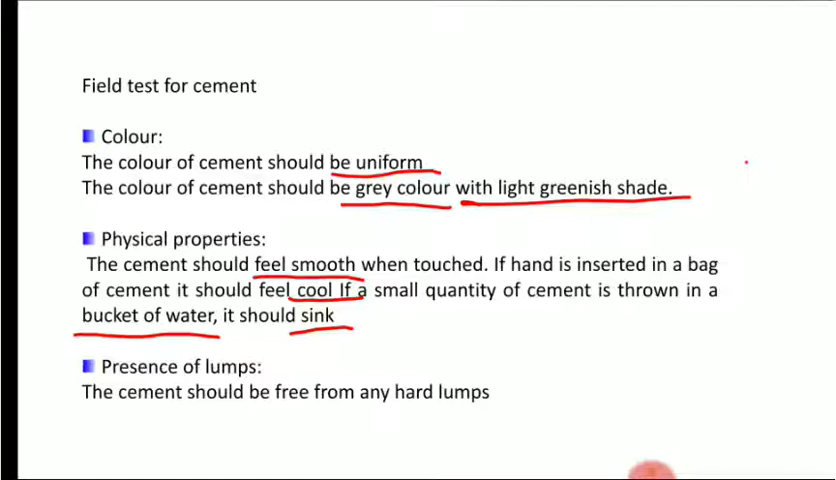 Field test for cement
Colour:
The colour of cement should be uniform
The colour of cement should be grey colour with light greenish shade.
Physical properties:
The cement should feel smooth when touched. If hand is inserted in a bag
of cement it should feel cool If a small quantity of cement is thrown in a
bucket of water, it should sink
Presence of lumps:
The cement should be free from any hard lumps